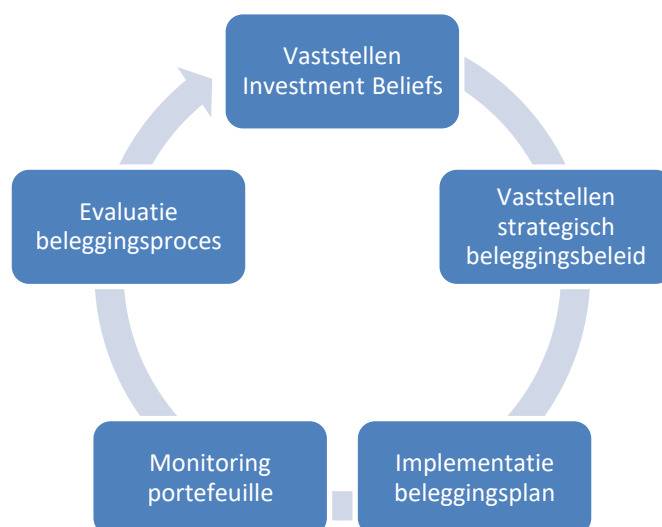 Vaststellen
Investment Beliefs
Vaststellen
strategisch
beleggingsbeleid
Implementatie
beleggingsplan
Monitoring
portefeuille
Evaluatie
beleggingsproces